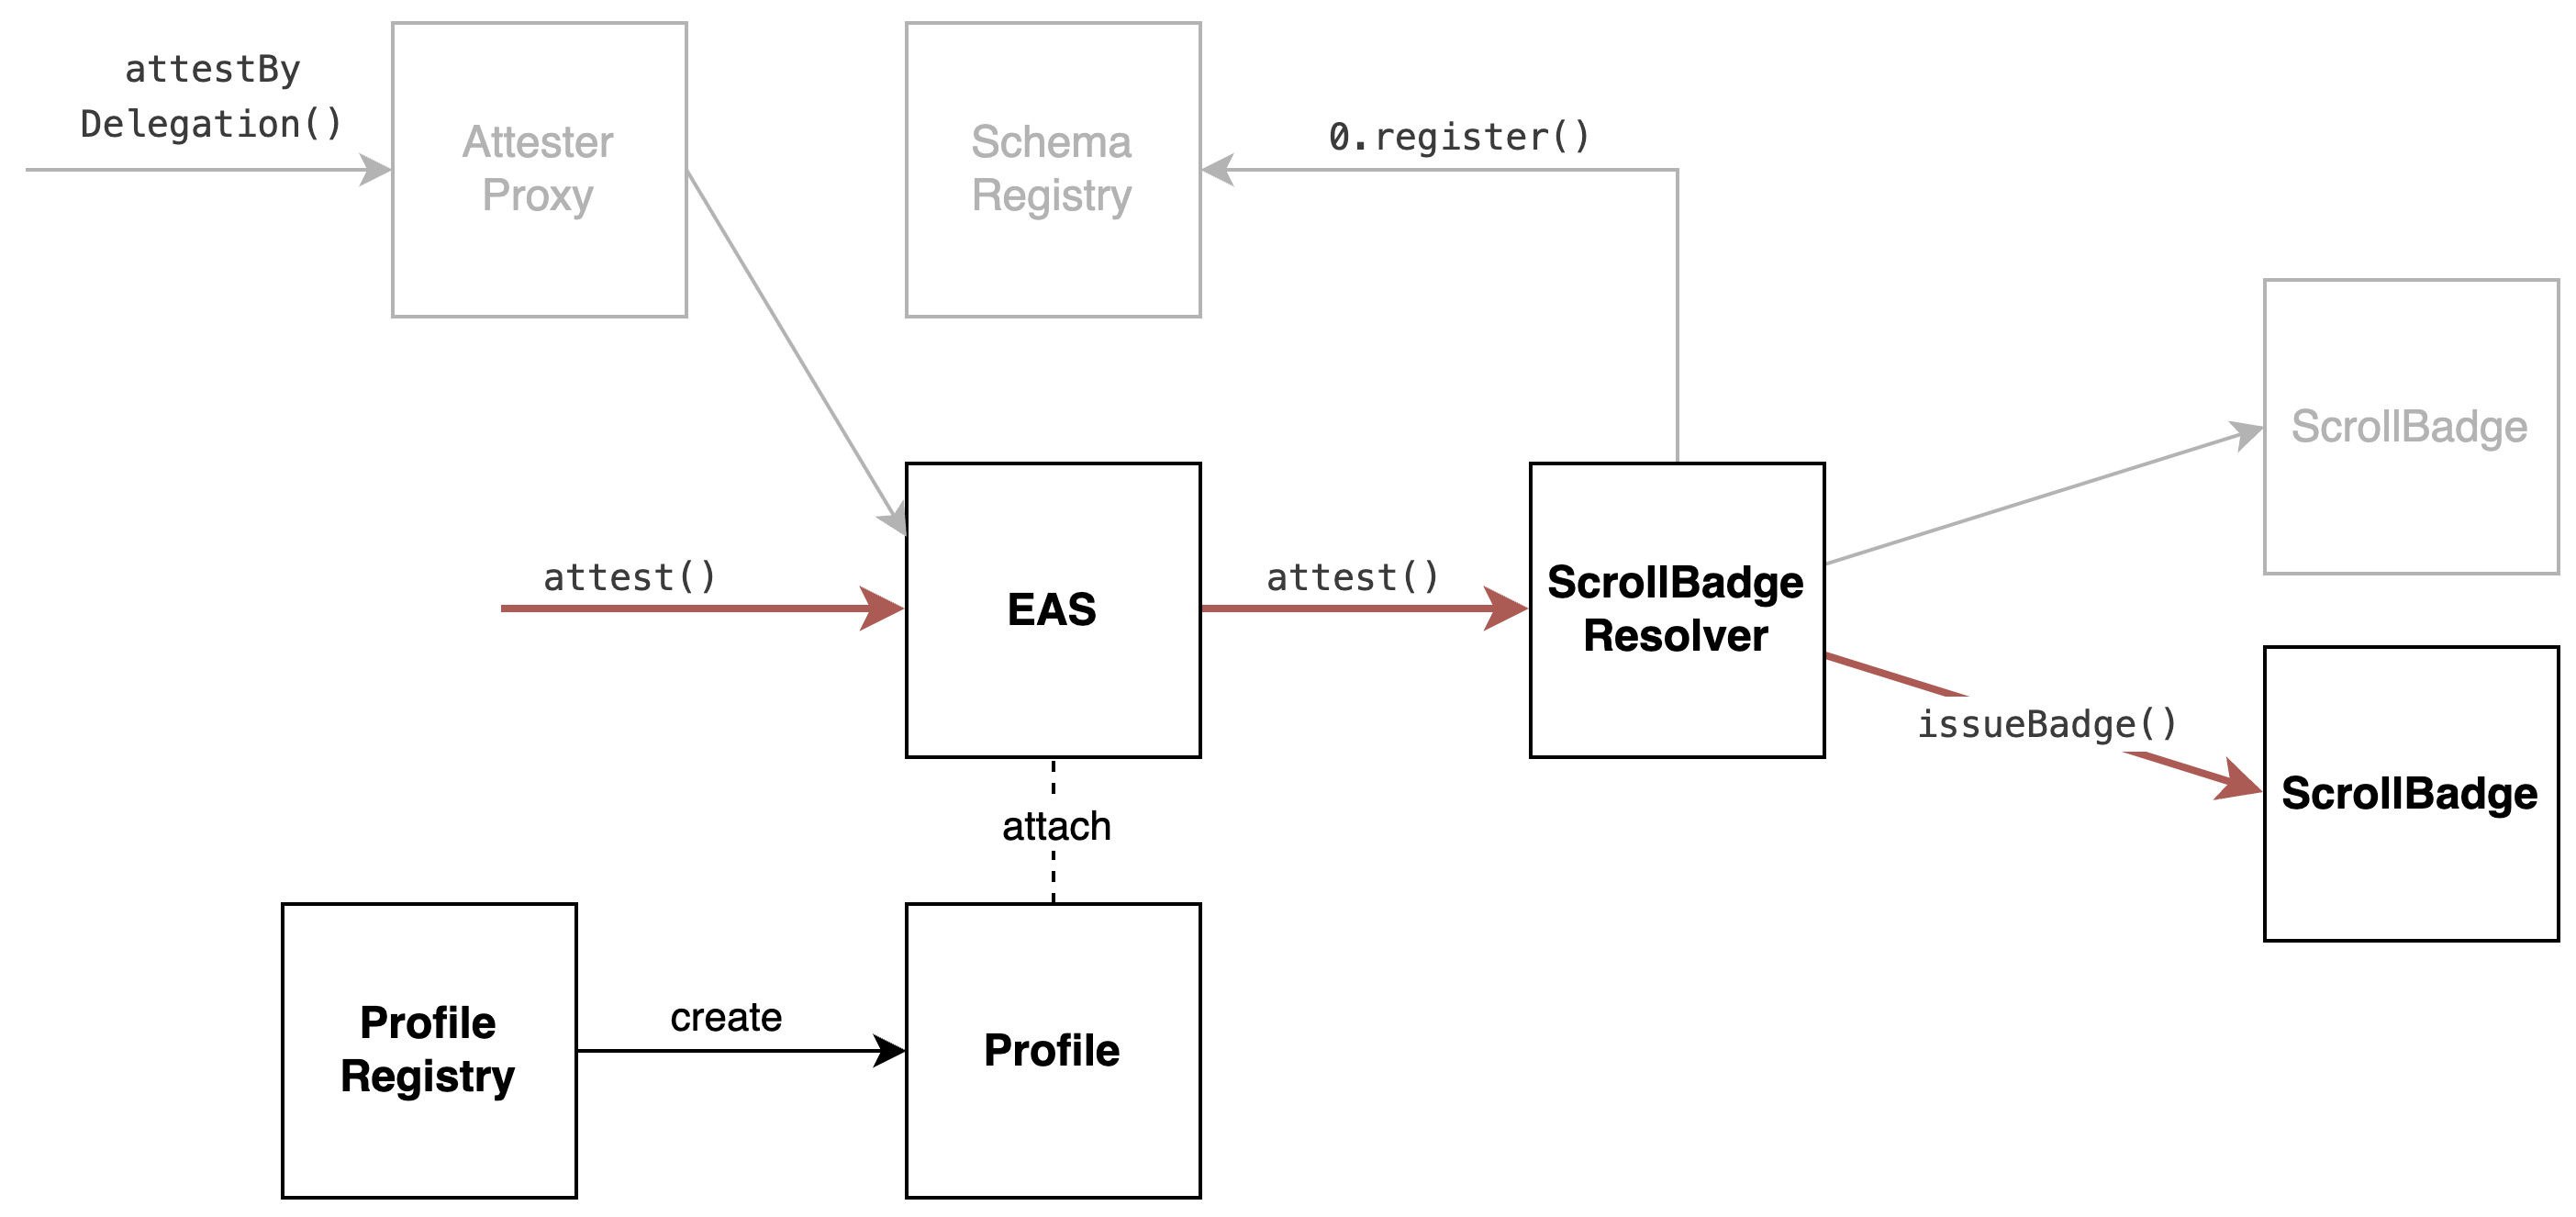 attestBy
Delegation()
Attester
Proxy
Schema
Registry
0.register()
ScrollBadge
attest()
EAS
attest()
ScrollBadge
Resolver
issueBadge()
ScrollBadge
attach
Profile
Registry
create
Profile